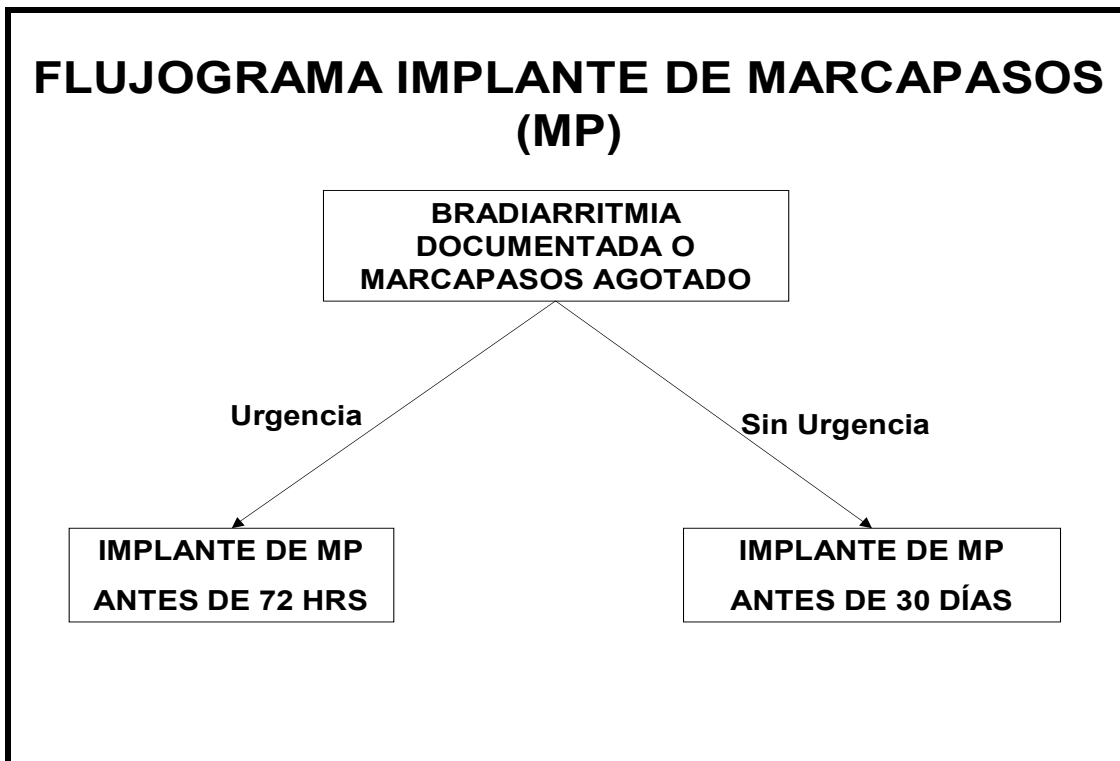 FLUJOGRAMA IMPLANTE DE MARCAPASOS
(MP)
BRADIARRITMIA
DOCUMENTADA O
MARCAPASOS AGOTADO
Urgencia
Sin Urgencia
IMPLANTE DE MP
ANTES DE 72 HRS
IMPLANTE DE MP
ANTES DE 30 DÍAS